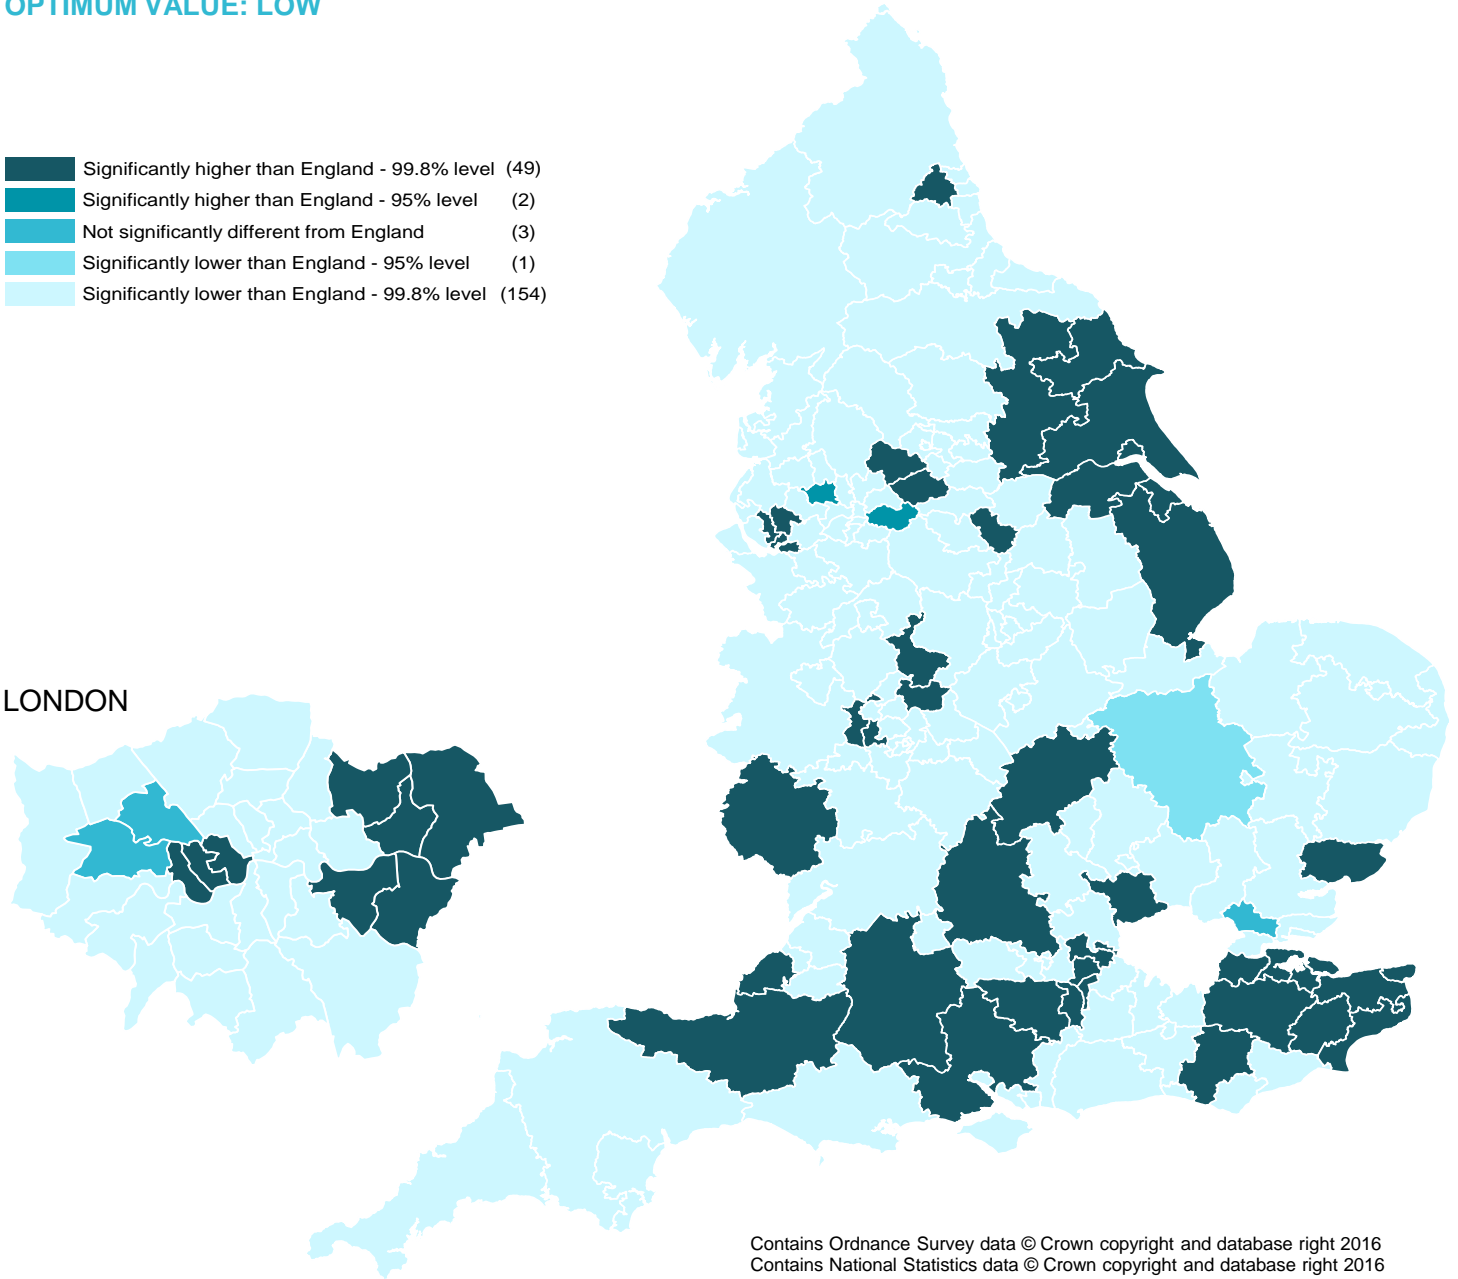 OPTIMUM VALUE: LOW
Significantly higher than England - 99.8% level (49)
Significantly higher than England - 95% level (2)
Not significantly different from England (3)
Significantly lower than England - 95% level (1)
Significantly lower than England - 99.8% level (154)
LONDON
Contains Ordnance Survey data © Crown copyright and database right 2016
Contains National Statistics data © Crown copyright and database right 2016